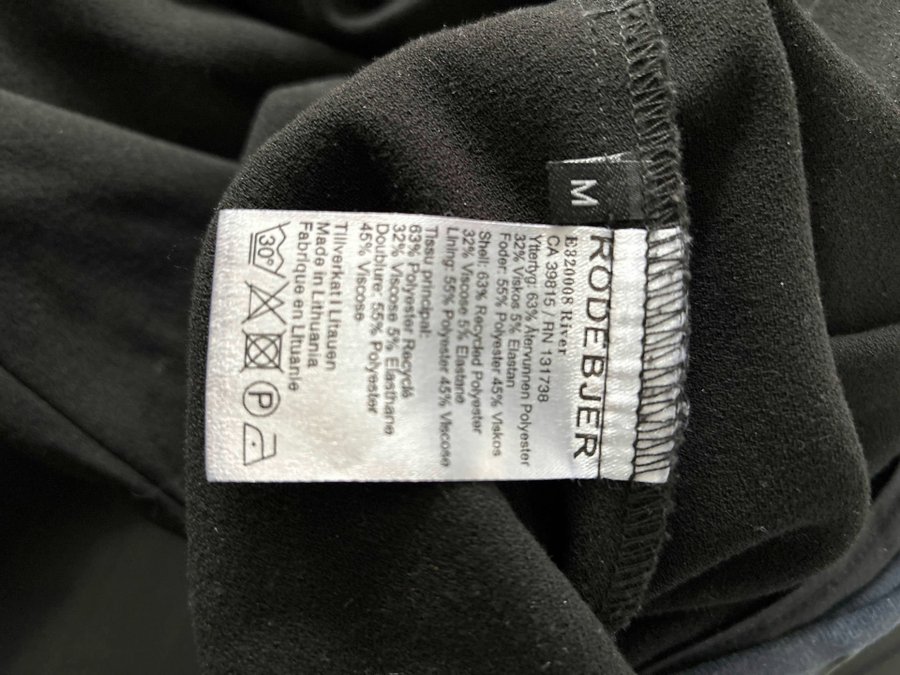 M
RODEBJER
E320008 River
CA 39815 / RN 131738
Yttertyg: 63% Återvunnen Polyester
32% Viskos 5% Elastan
Foder: 55% Polyester 45% Viskos
Shell: 63% Recycled Polyester
32% Viscose 5% Elastane
Lining: 55% Polyester 45% Viscose
Tissu principal:
63% Polyester Recyclé
32% Viscose 5% Elasthane
Doublure: 55% Polyester
45% Viscose
Tillverkat i Litauen
Made in Lithuania
Fabrique en Lituanie
30°
P